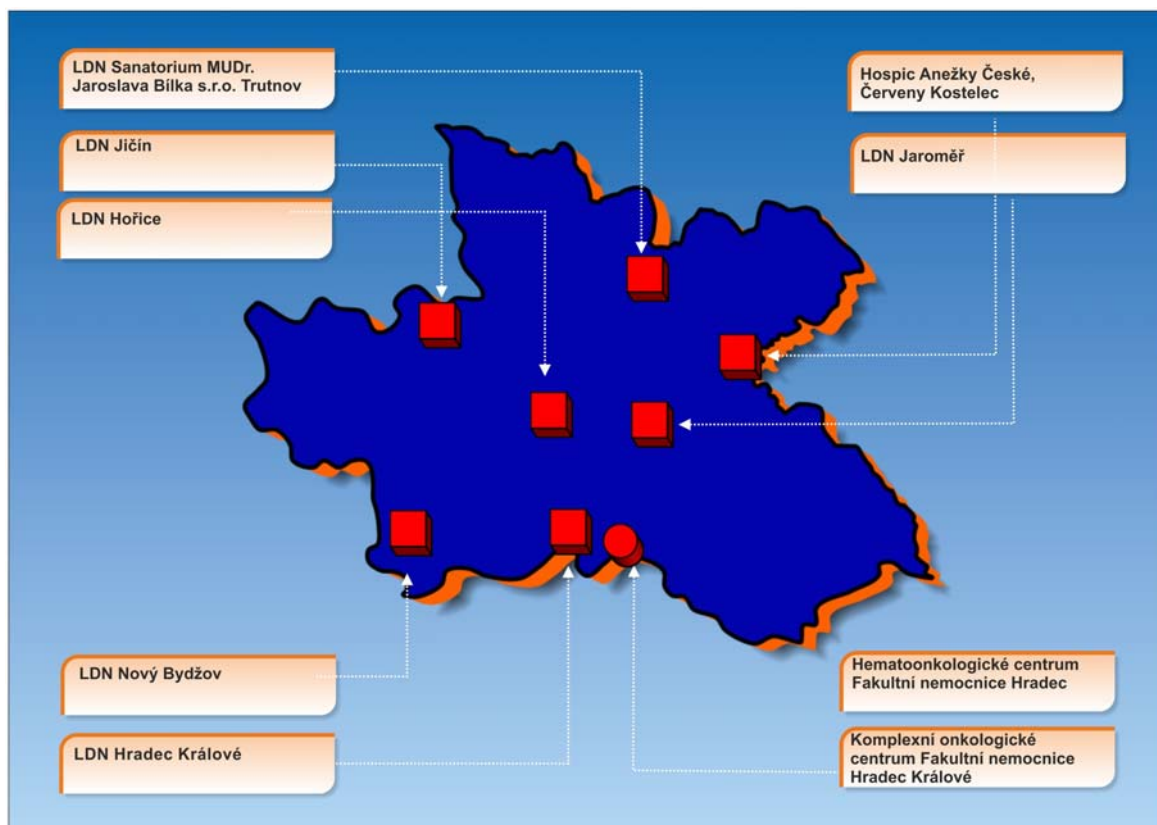 LDN Sanatorium MUDr.
Jaroslava Bílka s.r.o. Trutnov
LDN Jičín
LDN Hořice
Hospic Anežky České,
Červeny Kostelec
LDN Jaroměř
LDN Nový Bydžov
LDN Hradec Králové
Hematoonkologické centrum
Fakultní nemocnice Hradec
Komplexní onkologické
centrum Fakultní nemocnice
Hradec Králové